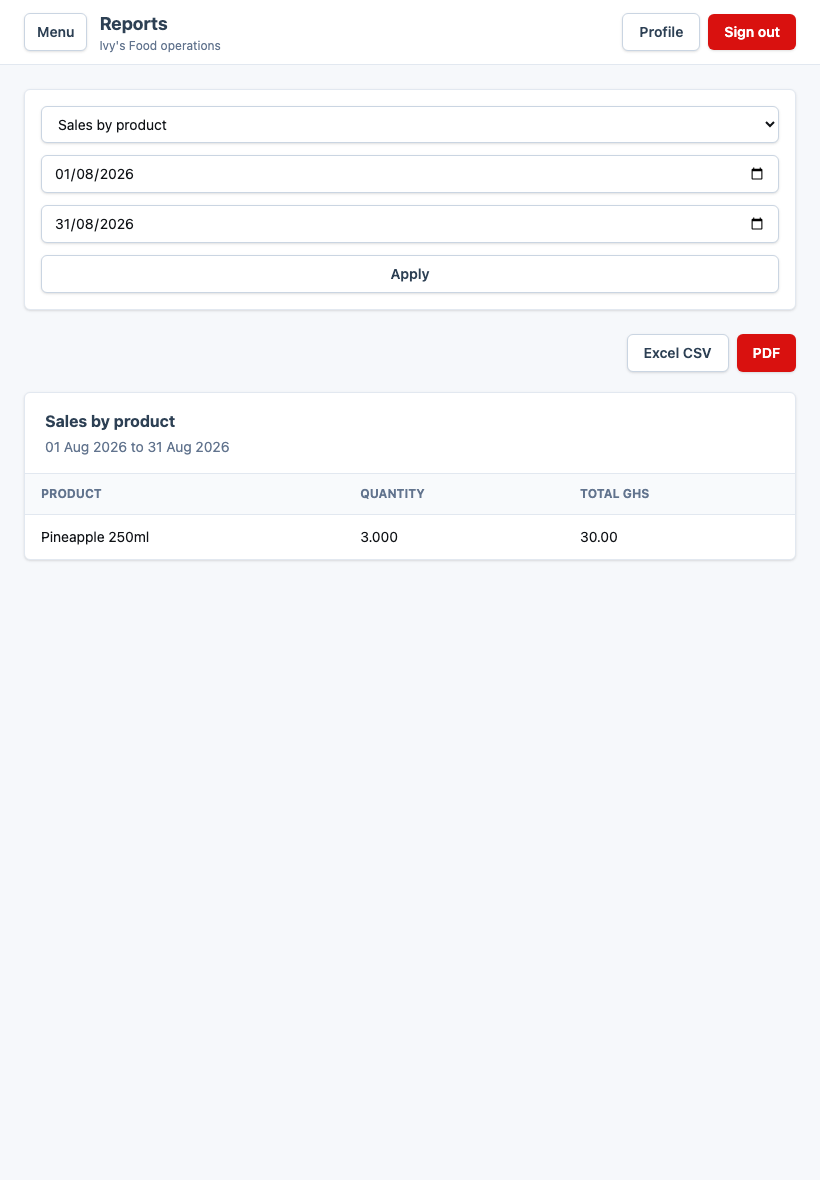 Menu
Reports
Ivy's Food operations
Profile
Sign out
Sales by product
01/08/2026
31/08/2026
Apply
Excel CSV
PDF
Sales by product
01 Aug 2026 to 31 Aug 2026
PRODUCT QUANTITY TOTAL GHS
Pineapple 250ml 3.000 30.00